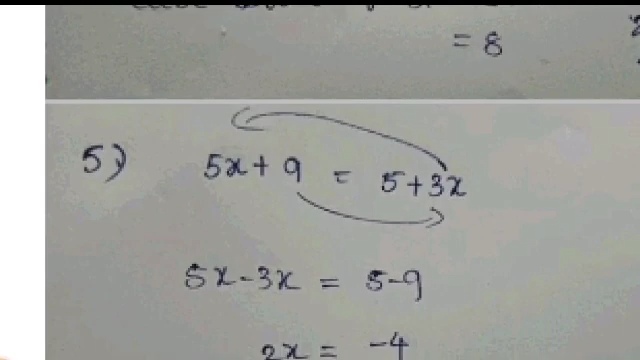 = 8
5) 5x + 9 = 5 + 3x
5x - 3x = 5 - 9
2x = -4